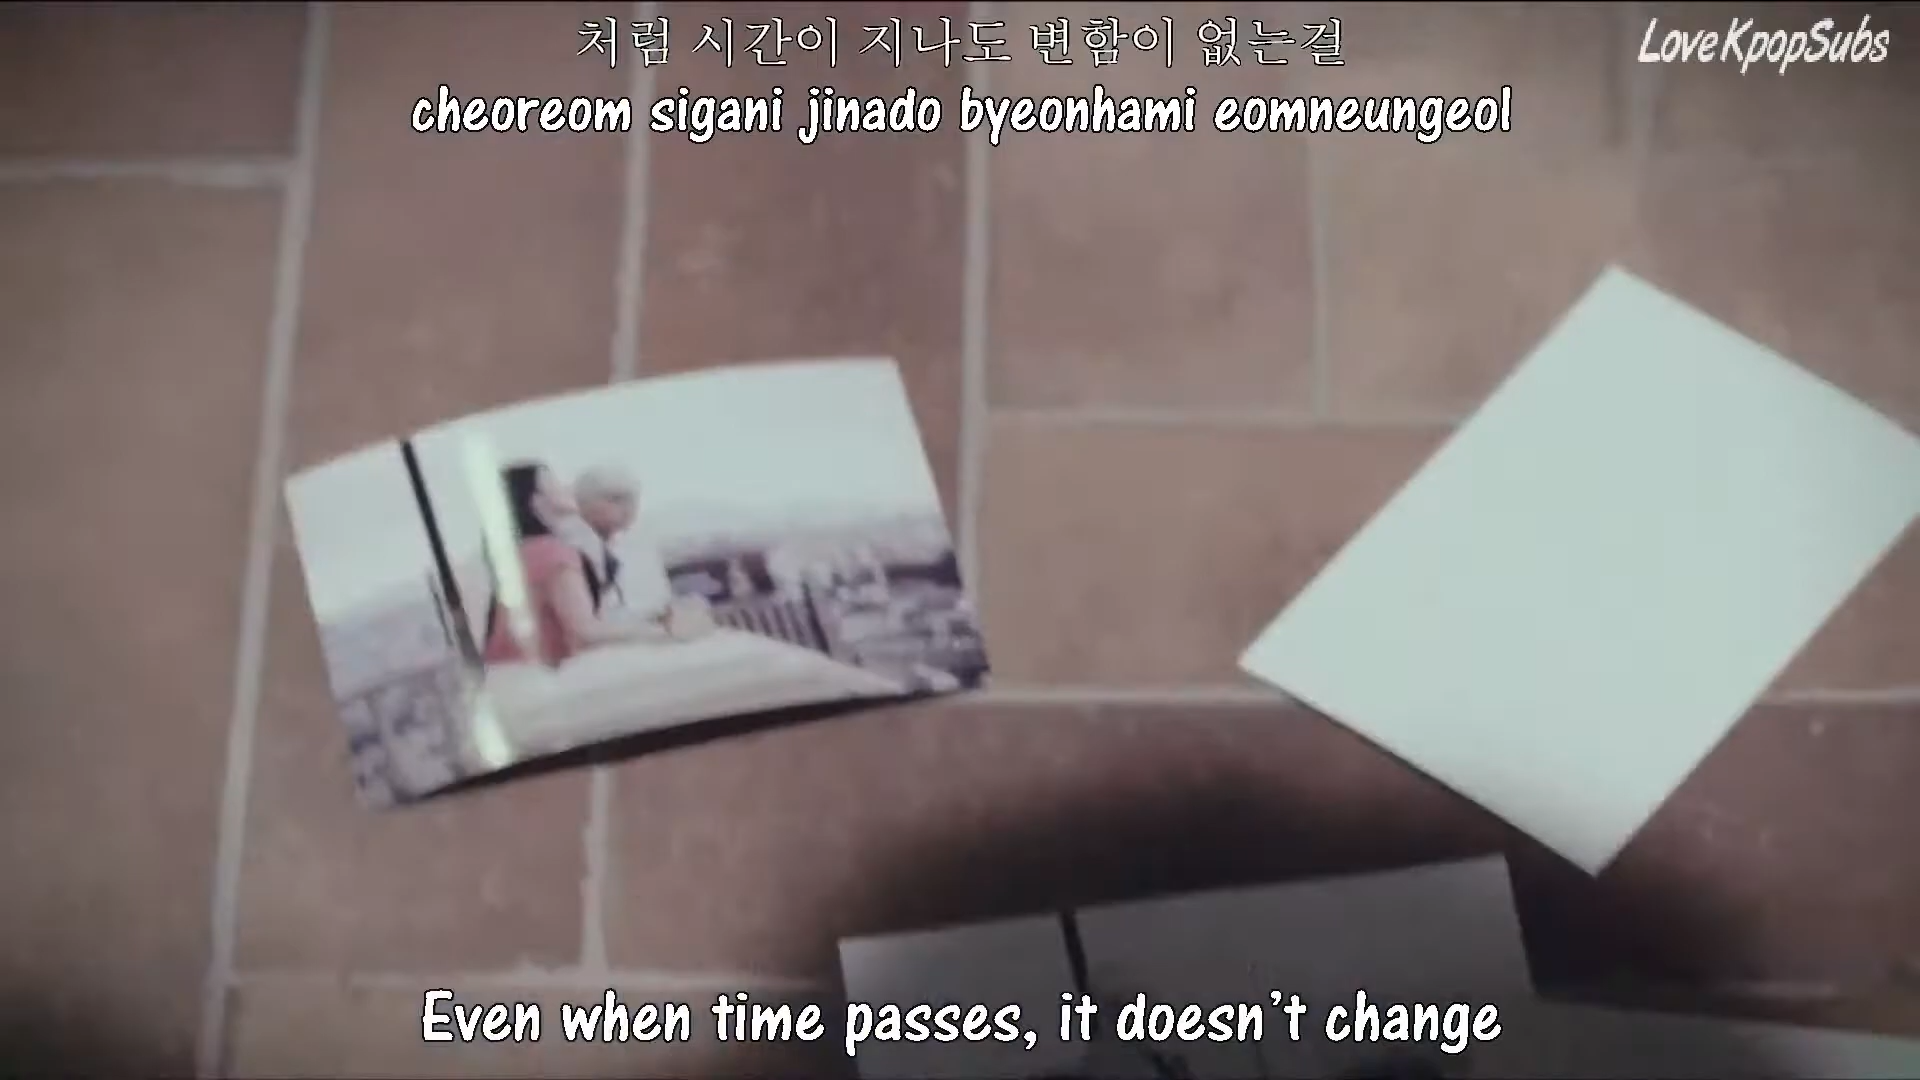 처럼 시간이 지나도 변함이 없는걸
LoveKpopSubs
cheoreom sigani jinado byeonhami eomneungeol
Even when time passes, it doesn't change